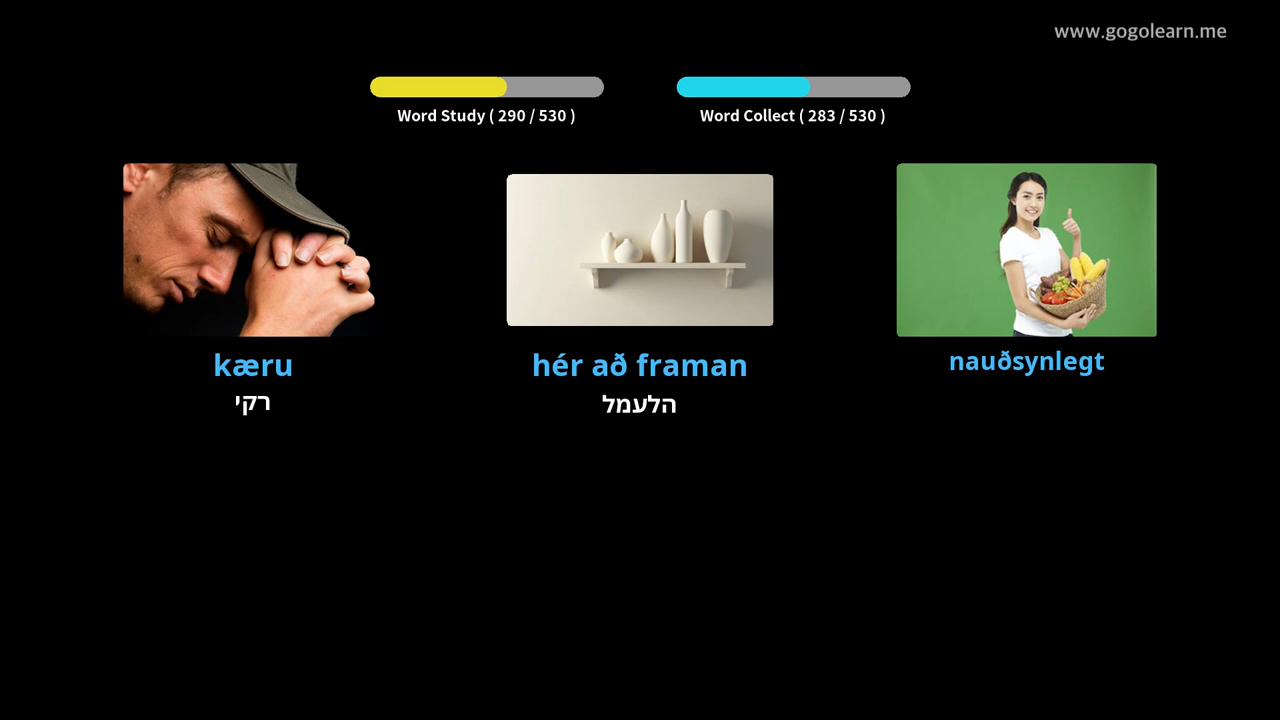 www.gogolearn.me
Word Study ( 290 / 530 )
Word Collect ( 283 / 530 )
kæru
רקי
hér að framan
הלעמל
nauðsynlegt